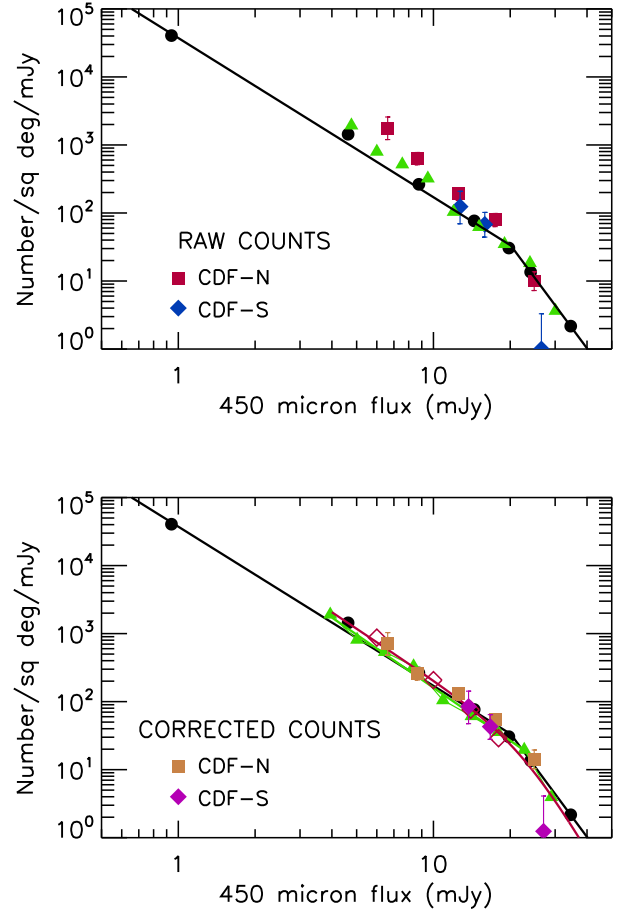 10^5
10^4
10^3
10^2
10^1
10^0
Number/sq deg/mJy
RAW COUNTS
CDF-N
CDF-S
1 10
450 micron flux (mJy)
10^5
10^4
10^3
10^2
10^1
10^0
Number/sq deg/mJy
CORRECTED COUNTS
CDF-N
CDF-S
1 10
450 micron flux (mJy)